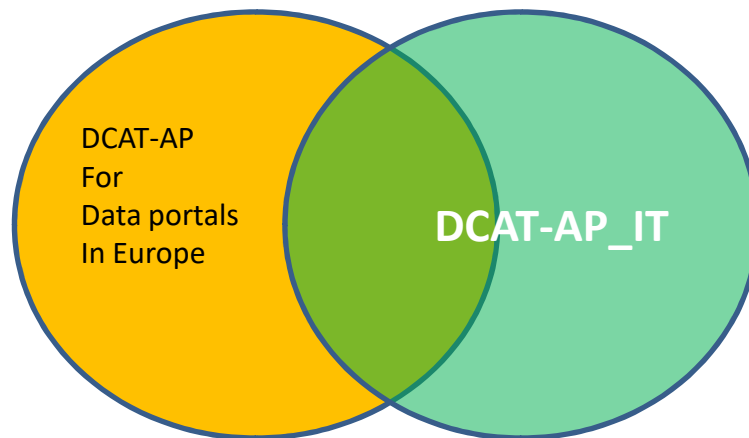 DCAT-AP
For
Data portals
In Europe
DCAT-AP_IT